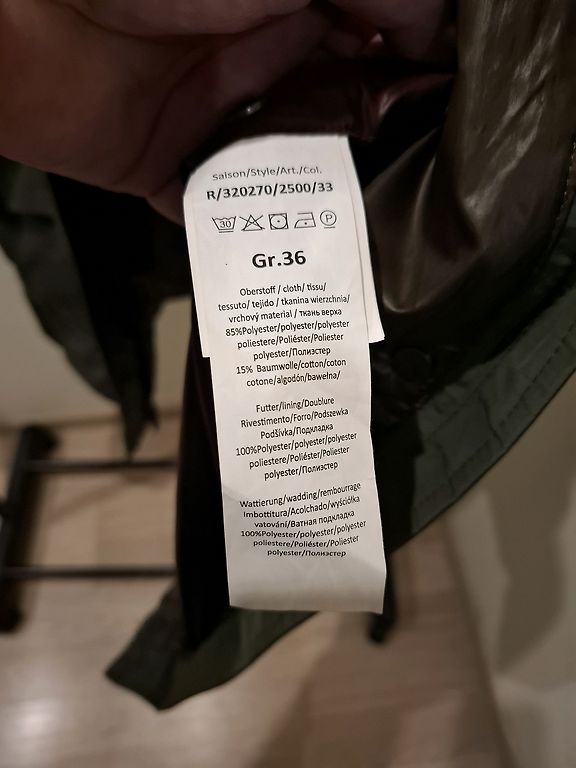 Saison/Style/Art./Col.
R/320270/2500/33
30 P
Gr.36
Oberstoff / cloth/ tissu/
tessuto/ tejido / tkanina wierzchnia/
vrchový material / ткань верха
85%Polyester/polyester/polyester
poliestere/Poliéster/Poliester
polyester/Полиэстер
15% Baumwolle/cotton/coton
cotone/algodón/bawełna/
Futter/lining/Doublure
Rivestimento/Forro/Podszewka
Podšívka/Подкладка
100%Polyester/polyester/polyester
poliestere/Poliéster/Poliester
polyester/Полиэстер
Wattierung/wadding/rembourrage
Imbottitura/Acolchado/wyściółka
vatování/Ватная подкладка
100%Polyester/polyester/polyester
poliestere/Poliéster/Poliester
polyester/Полиэстер